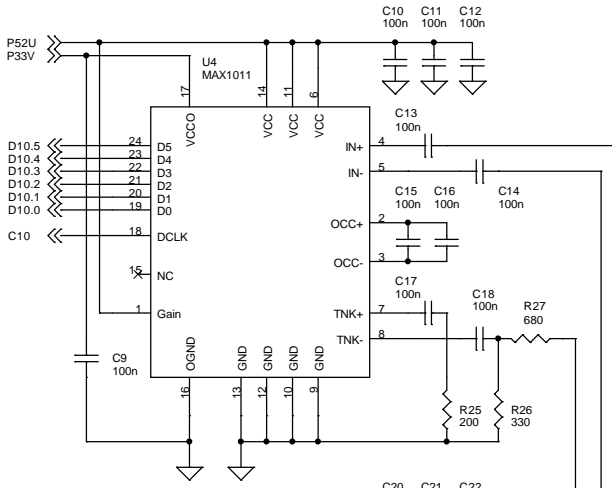 C10 C11 C12
100n 100n 100n
P52U
P33V
U4
MAX1011
17
14
11
6
VCCO
VCC
VCC
VCC
C13
100n
D10.5 24 D5
D10.4 23 D4
D10.3 22 D3
D10.2 21 D2
D10.1 20 D1
D10.0 19 D0
IN+ 4
IN- 5
C14
100n
C15 C16
100n 100n
OCC+ 2
OCC- 3
C10 18 DCLK
15 NC
C17
100n
TNK+ 7
C18
100n
R27
680
1 Gain
TNK- 8
C9
100n
OGND
GND
GND
GND
GND
16
13
12
10
9
R25
200
R26
330
C20 C21 C22